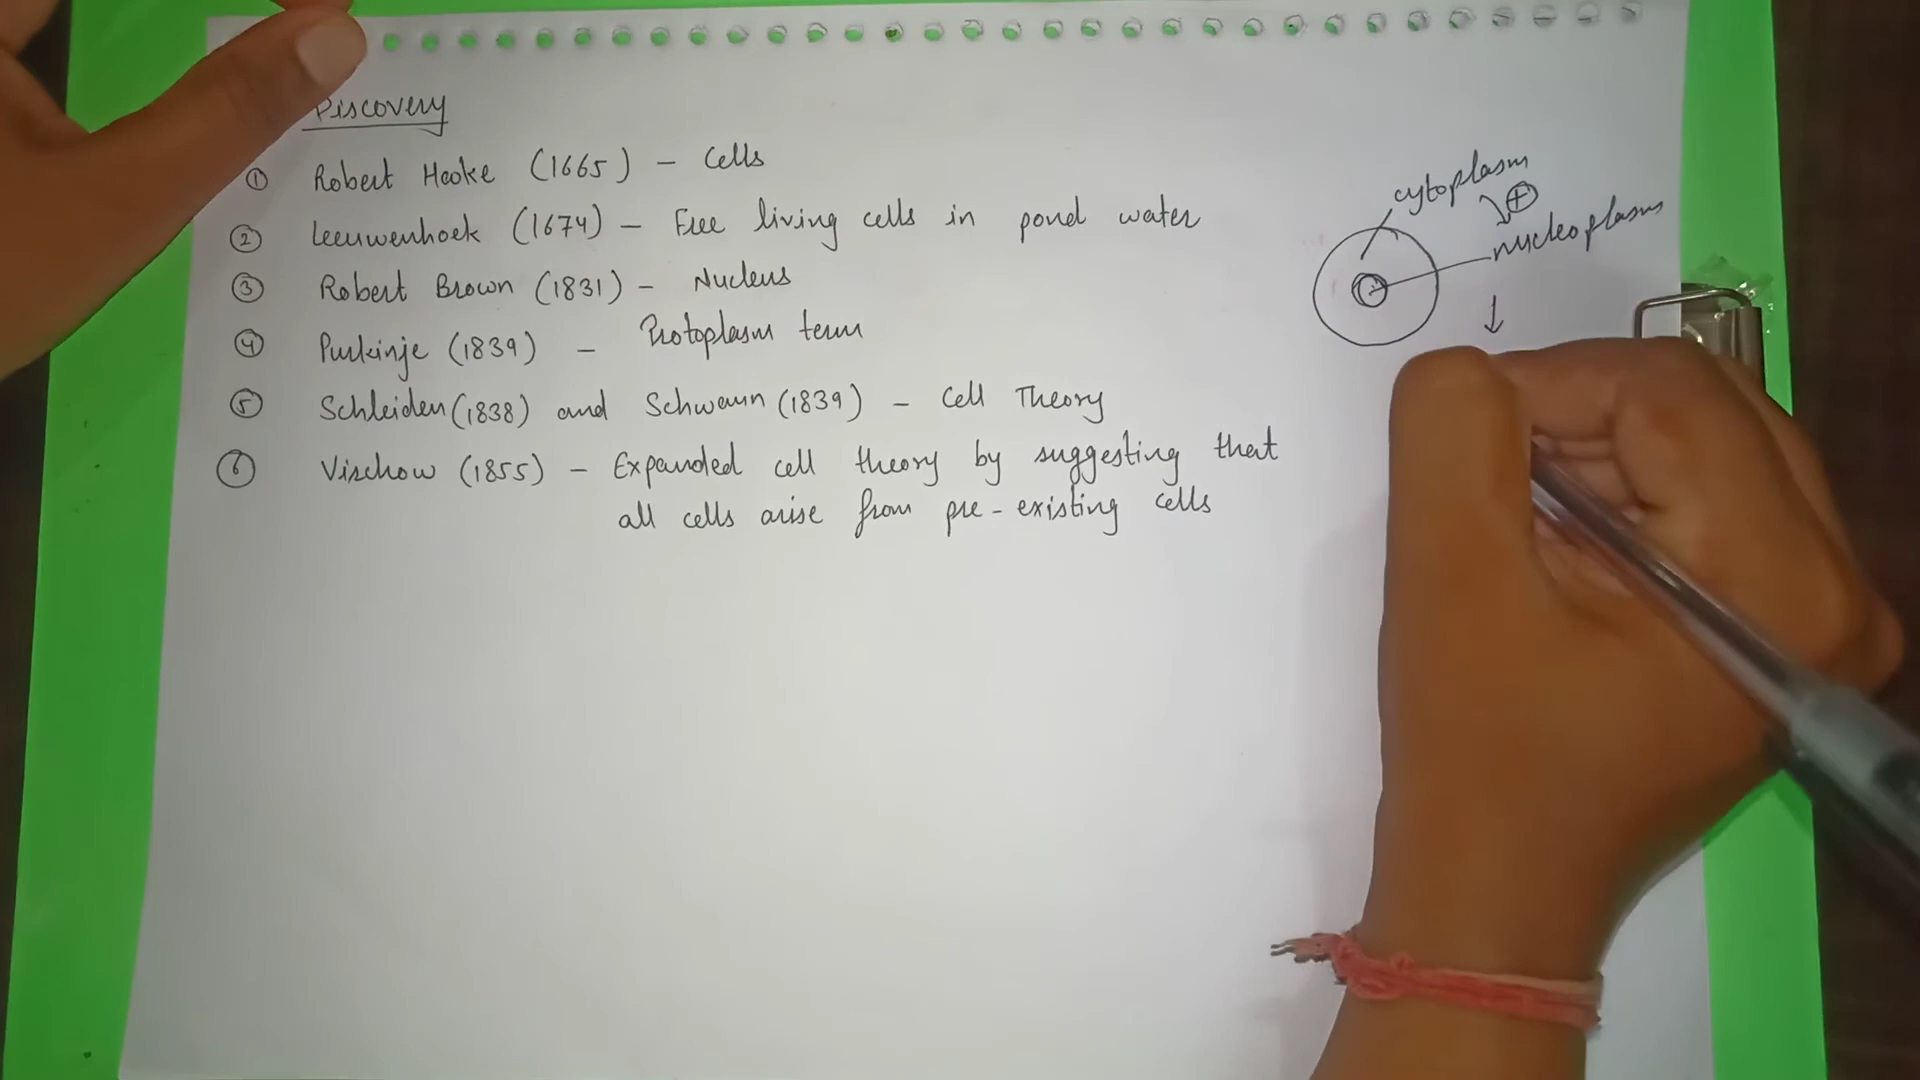 Discovery
① Robert Hooke (1665) - Cells
② Leeuwenhoek (1674) - Free living cells in pond water
③ Robert Brown (1831) - Nucleus
④ Purkinje (1839) - Protoplasm term
⑤ Schleiden (1838) and Schwann (1839) - Cell Theory
⑥ Virchow (1855) - Expanded cell theory by suggesting that
all cells arise from pre-existing cells
cytoplasm
+
nucleoplasm
↓